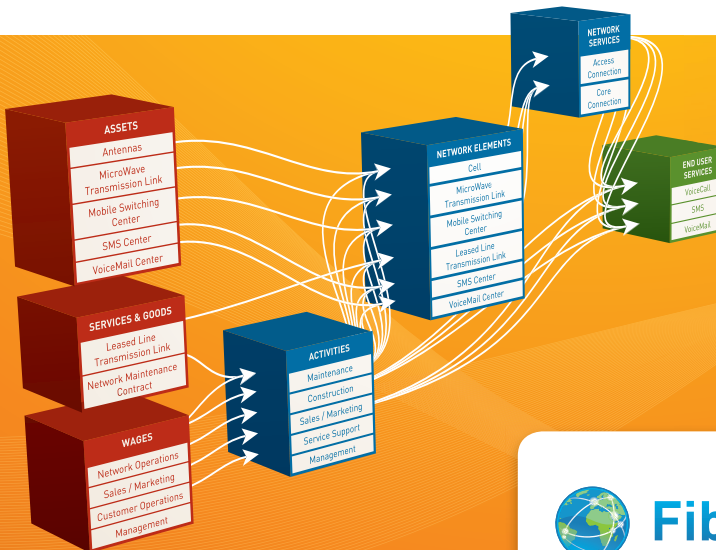 NETWORK
SERVICES
Access
Connection
Core
Connection
ASSETS
Antennas
MicroWave
Transmission Link
Mobile Switching
Center
SMS Center
VoiceMail Center
NETWORK ELEMENTS
Cell
MicroWave
Transmission Link
Mobile Switching
Center
Leased Line
Transmission Link
SMS Center
VoiceMail Center
END USER
SERVICES
VoiceCall
SMS
VoiceMail
SERVICES & GOODS
Leased Line
Transmission Link
Network Maintenance
Contract
ACTIVITIES
Maintenance
Construction
Sales / Marketing
Service Support
Management
WAGES
Network Operations
Sales / Marketing
Customer Operations
Management
Fib